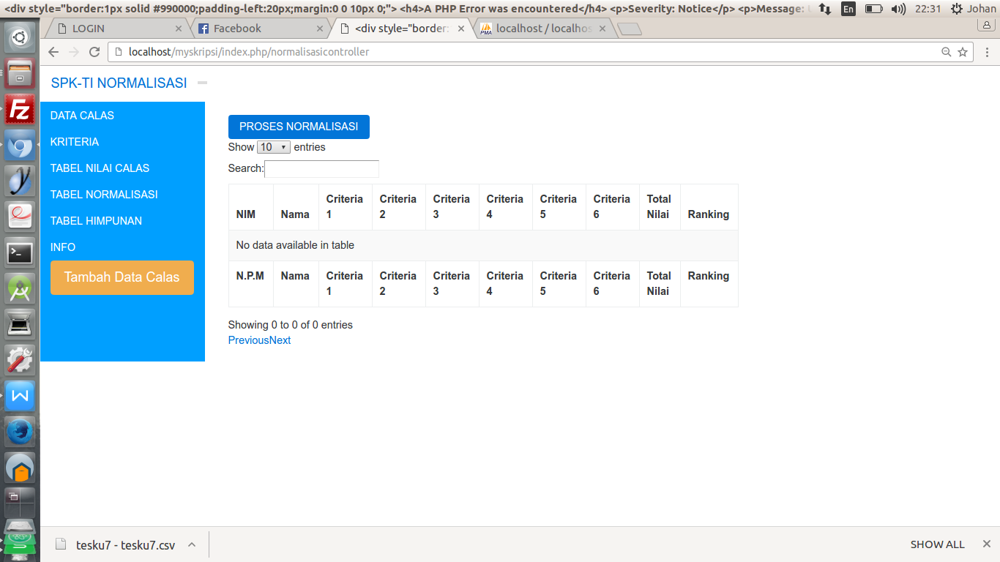 <div style="border:1px solid #990000;padding-left:20px;margin:0 0 10px 0;"> <h4>A PHP Error was encountered</h4> <p>Severity: Notice</p> <p>Message:
En
22:31
Johan
LOGIN
Facebook
<div style="border:
PMA
localhost / localhos
localhost/myskripsi/index.php/normalisasicontroller
SPK-TI NORMALISASI
DATA CALAS
KRITERIA
TABEL NILAI CALAS
TABEL NORMALISASI
TABEL HIMPUNAN
INFO
Tambah Data Calas
PROSES NORMALISASI
Show 10 entries
Search:
NIM Nama Criteria 1 Criteria 2 Criteria 3 Criteria 4 Criteria 5 Criteria 6 Total Nilai Ranking
No data available in table
N.P.M Nama Criteria 1 Criteria 2 Criteria 3 Criteria 4 Criteria 5 Criteria 6 Total Nilai Ranking
Showing 0 to 0 of 0 entries
PreviousNext
Fz
tesku7 - tesku7.csv
SHOW ALL